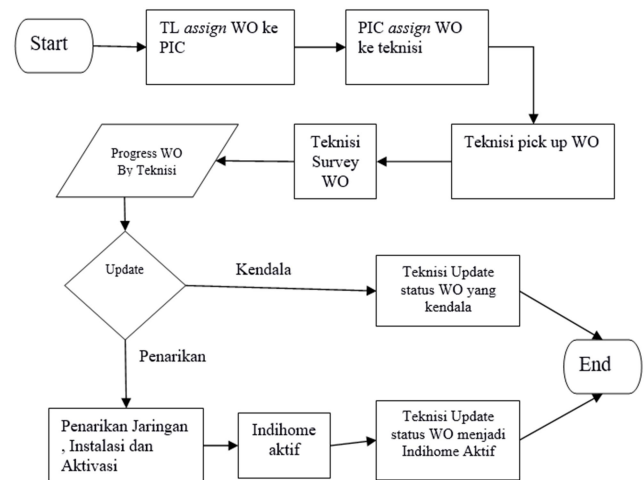 Start
TL assign WO ke
PIC
PIC assign WO
ke teknisi
Teknisi pick up WO
Teknisi
Survey
WO
Progress WO
By Teknisi
Update
Kendala
Teknisi Update
status WO yang
kendala
Penarikan
End
Penarikan Jaringan
, Instalasi dan
Aktivasi
Indihome
aktif
Teknisi Update
status WO menjadi
Indihome Aktif